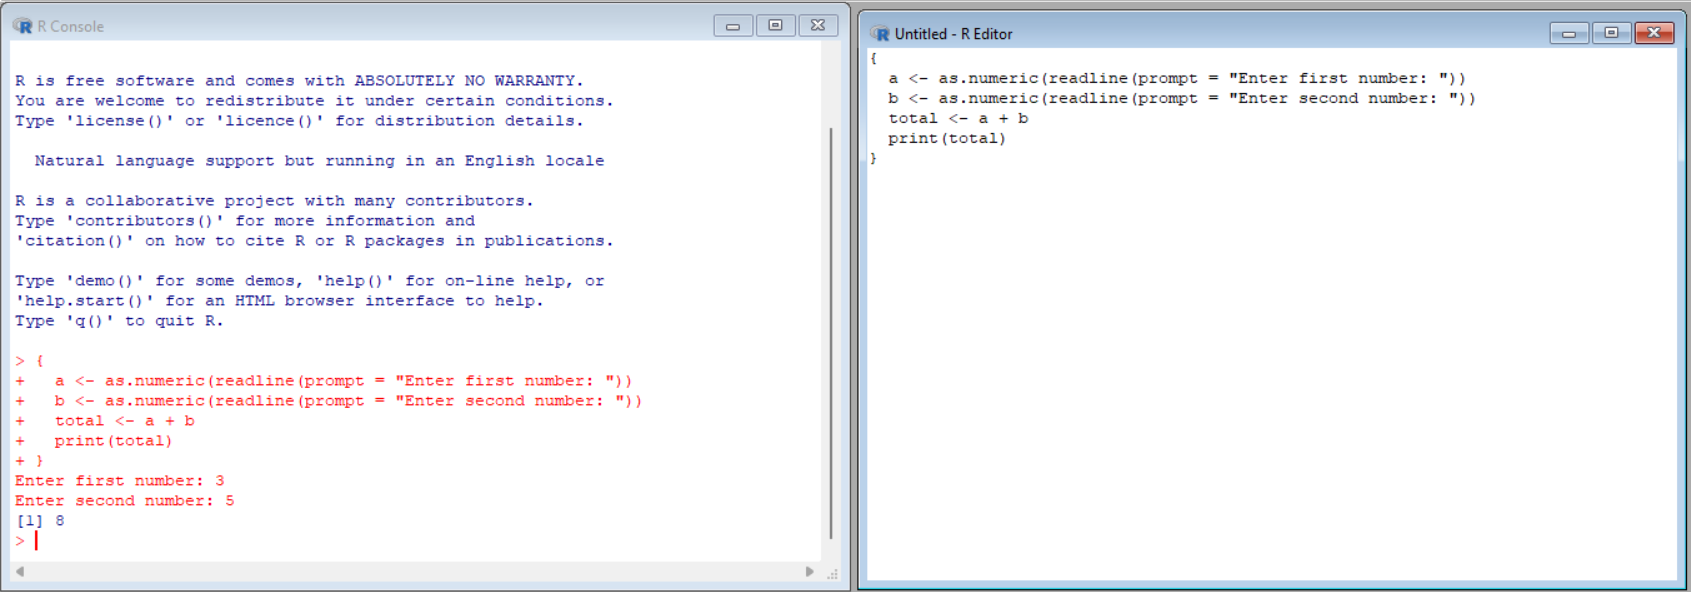 R Console
R is free software and comes with ABSOLUTELY NO WARRANTY.
You are welcome to redistribute it under certain conditions.
Type 'license()' or 'licence()' for distribution details.
  Natural language support but running in an English locale
R is a collaborative project with many contributors.
Type 'contributors()' for more information and
'citation()' on how to cite R or R packages in publications.
Type 'demo()' for some demos, 'help()' for on-line help, or
'help.start()' for an HTML browser interface to help.
Type 'q()' to quit R.
> {
+   a <- as.numeric(readline(prompt = "Enter first number: "))
+   b <- as.numeric(readline(prompt = "Enter second number: "))
+   total <- a + b
+   print(total)
+ }
Enter first number: 3
Enter second number: 5
[1] 8
>
Untitled - R Editor
{
  a <- as.numeric(readline(prompt = "Enter first number: "))
  b <- as.numeric(readline(prompt = "Enter second number: "))
  total <- a + b
  print(total)
}